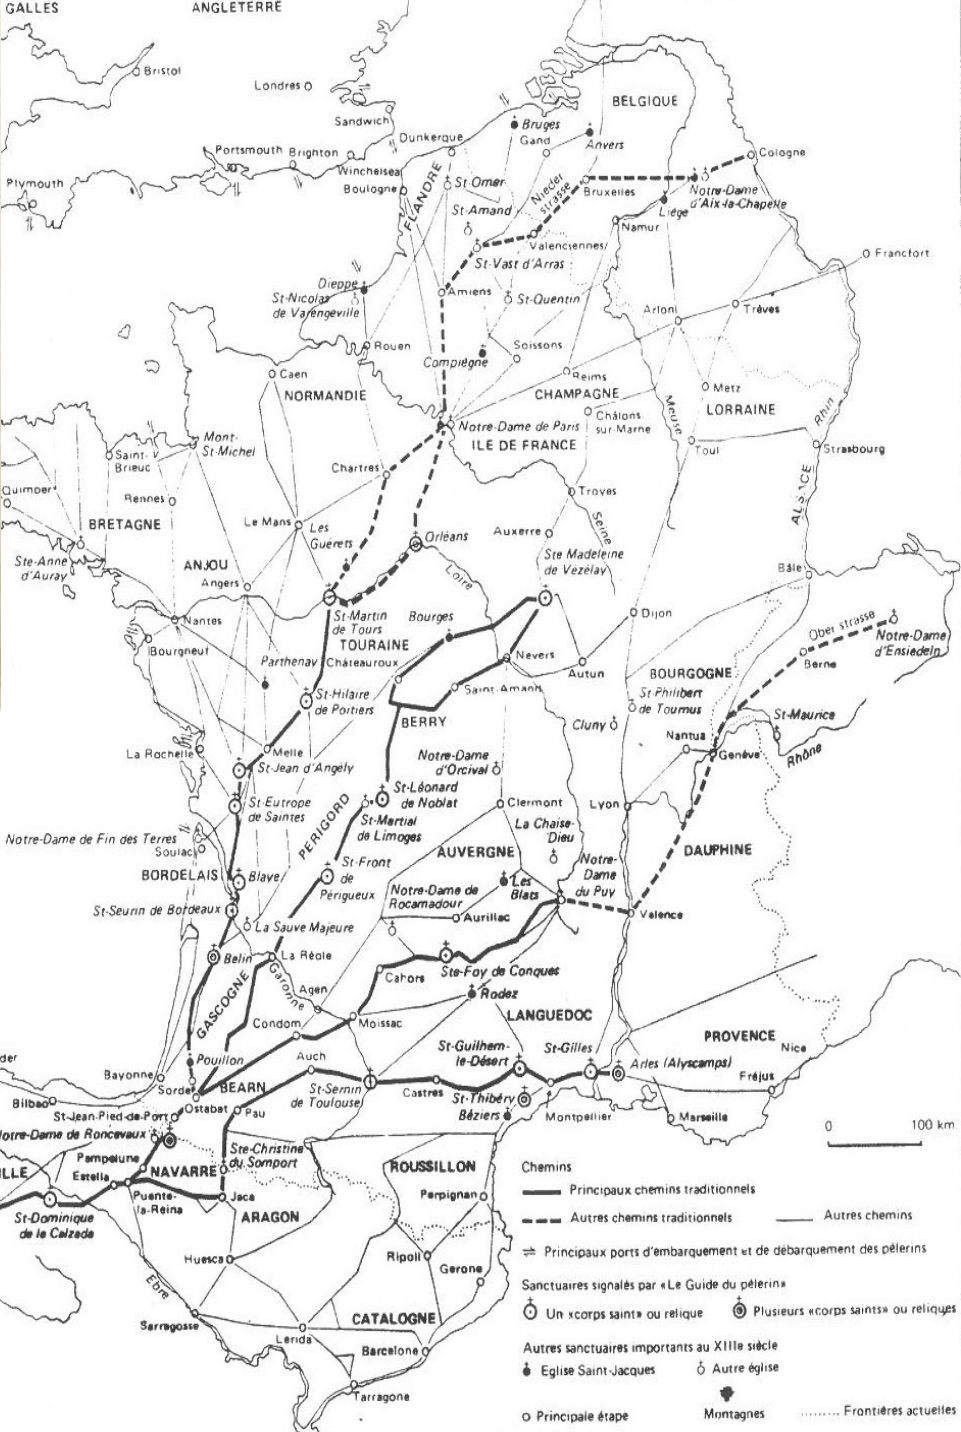 GALLES
ANGLETERRE
Bristol
Londres
Sandwich
Portsmouth
Brighton
Winchelsea
Plymouth
Dunkerque
Boulogne
FLANDRE
BELGIQUE
Bruges
Gand
Anvers
Cologne
St-Omer
Nieder
strasse
Bruxelles
Notre-Dame
d'Aix-la-Chapelle
Liège
St-Amand
Namur
Valenciennes
St-Vast d'Arras
Francfort
Dieppe
St-Nicolas
de Varengeville
Amiens
St-Quentin
Arlon
Trèves
Rouen
Compiègne
Soissons
Caen
NORMANDIE
Reims
CHAMPAGNE
Metz
LORRAINE
Châlons
sur-Marne
Meuse
Rhin
Notre-Dame de Paris
ILE DE FRANCE
Toul
Strasbourg
Mont-
St-Michel
Saint-
Brieuc
Chartres
Quimper
Rennes
Troyes
Seine
ALSACE
BRETAGNE
Le Mans
Les
Guérets
Auxerre
Orléans
Ste-Anne
d'Auray
ANJOU
Angers
Loire
Ste Madeleine
de Vézelay
Bâle
Nantes
St-Martin
de Tours
Bourges
Dijon
Ober strasse
Notre-Dame
d'Ensiedeln
Bourgneuf
TOURAINE
Parthenay
Châteauroux
Nevers
Autun
Berne
BOURGOGNE
St-Hilaire
de Poitiers
Saint-Amand
St-Philibert
de Tournus
BERRY
Cluny
St-Maurice
La Rochelle
Melle
Nantua
Genève
Rhône
St-Jean d'Angély
Notre-Dame
d'Orcival
St-Léonard
de Noblat
St-Eutrope
de Saintes
PERIGORD
St-Martial
de Limoges
Clermont
Lyon
La Chaise-
Dieu
Notre-Dame de Fin des Terres
Soulac
AUVERGNE
DAUPHINE
St-Front
de
Périgueux
BORDELAIS
Blaye
Les
Blats
Notre-
Dame
du Puy
Notre-Dame de
Rocamadour
St-Seurin de Bordeaux
La Sauve Majeure
Aurillac
Valence
Belin
La Réole
Ste-Foy de Conques
Cahors
GASCOGNE
Garonne
Agen
Rodez
Condom
Moissac
LANGUEDOC
PROVENCE
Nice
St-Guilhem-
le-Désert
St-Gilles
Arles (Alyscamps)
Pouillon
Auch
Bayonne
Sorde
BEARN
St-Sernin
de Toulouse
Castres
St-Thibéry
Béziers
Montpellier
Fréjus
Marseille
der
Bilbao
Ostabat
Pau
St-Jean-Pied-de-Port
Notre-Dame de Roncevaux
0 100 km
Pampelune
NAVARRE
Ste-Christine
du Somport
ROUSSILLON
ILLE
Estella
Puente-
la-Reina
Jaca
Perpignan
St-Dominique
de la Calzada
ARAGON
Huesca
Ripoll
Gerone
Ebre
Sarragosse
CATALOGNE
Lerida
Barcelone
Tarragone
Chemins
Principaux chemins traditionnels
Autres chemins traditionnels
Autres chemins
Principaux ports d'embarquement et de débarquement des pèlerins
Sanctuaires signalés par «Le Guide du pèlerin»
Un «corps saint» ou relique
Plusieurs «corps saints» ou reliques
Autres sanctuaires importants au XIIIe siècle
Eglise Saint-Jacques
Autre église
Principale étape
Montagnes
Frontières actuelles